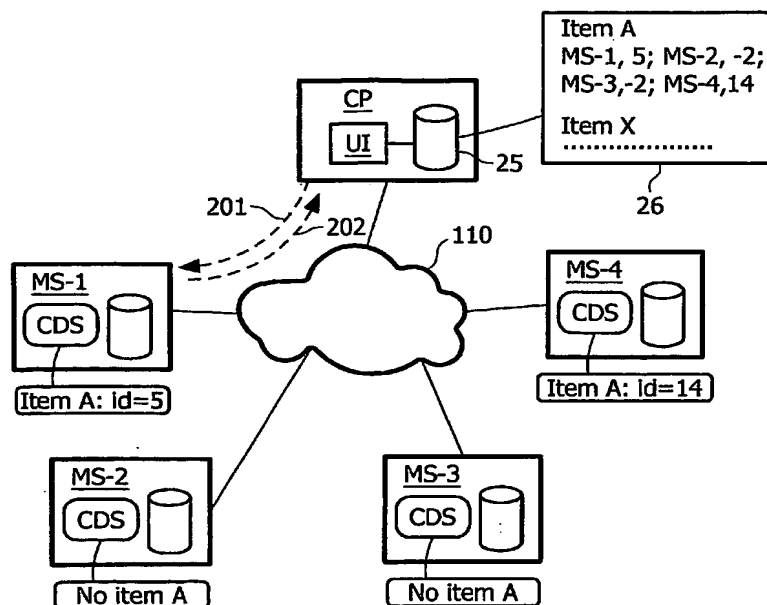 Item A
MS-1, 5; MS-2, -2;
MS-3,-2; MS-4,14
Item X
..................
CP
UI
25
26
201
202
110
MS-1
CDS
Item A: id=5
MS-4
CDS
Item A: id=14
MS-2
CDS
No item A
MS-3
CDS
No item A